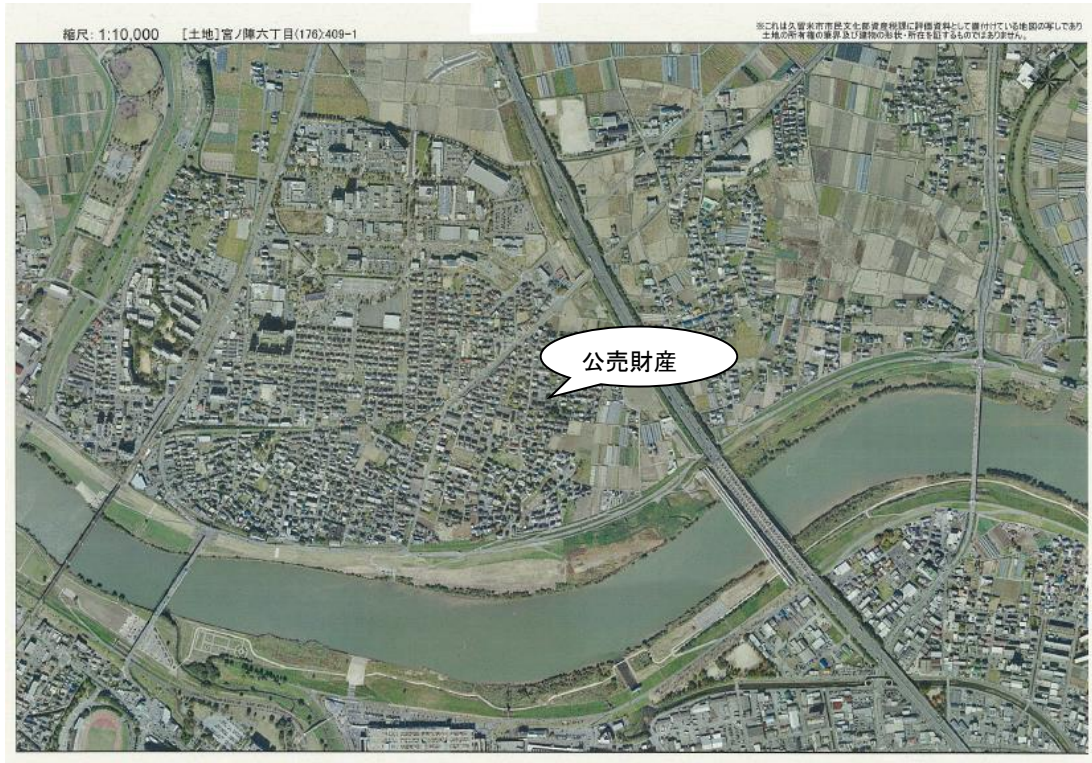 縮尺: 1:10,000 [土地]宮ノ陣六丁目(176)409-1
※これは久留米市市民文化部資産税課に評価資料として備付けている地図の写しであり
土地の所有権の筆界及び建物の形状・所在を証するものではありません。
公売財産